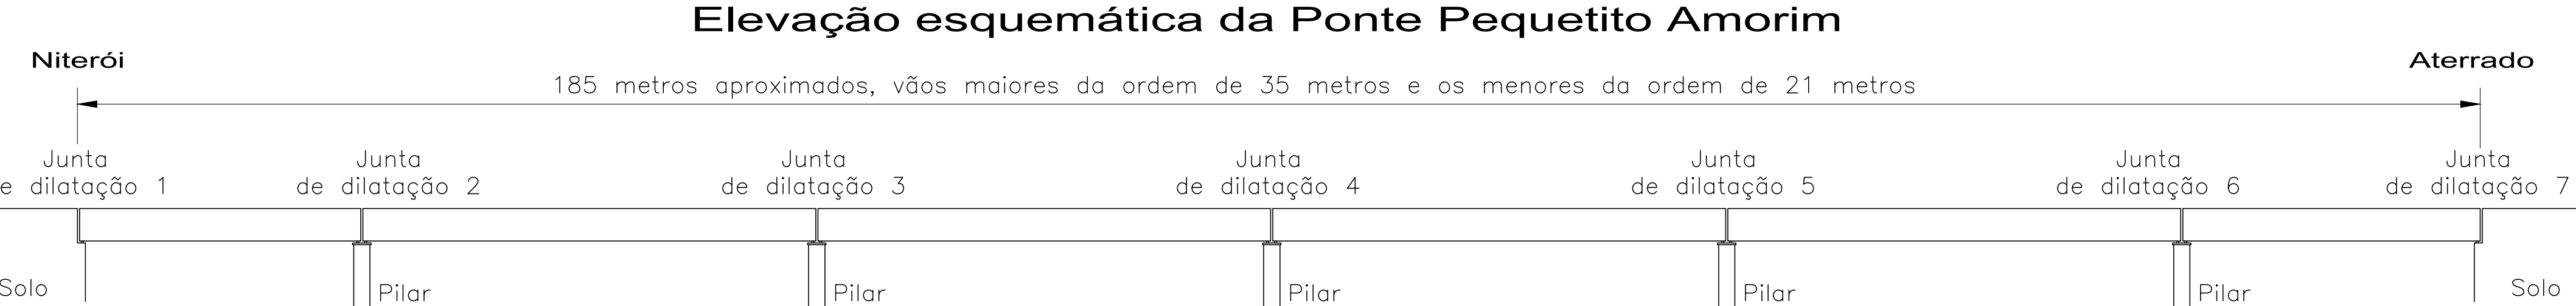 Elevação esquemática da Ponte Pequetito Amorim
Niterói
Aterrado
185 metros aproximados, vãos maiores da ordem de 35 metros e os menores da ordem de 21 metros
Junta
e dilatação 1
Junta
de dilatação 2
Junta
de dilatação 3
Junta
de dilatação 4
Junta
de dilatação 5
Junta
de dilatação 6
Junta
de dilatação 7
Solo
Pilar
Pilar
Pilar
Pilar
Pilar
Solo